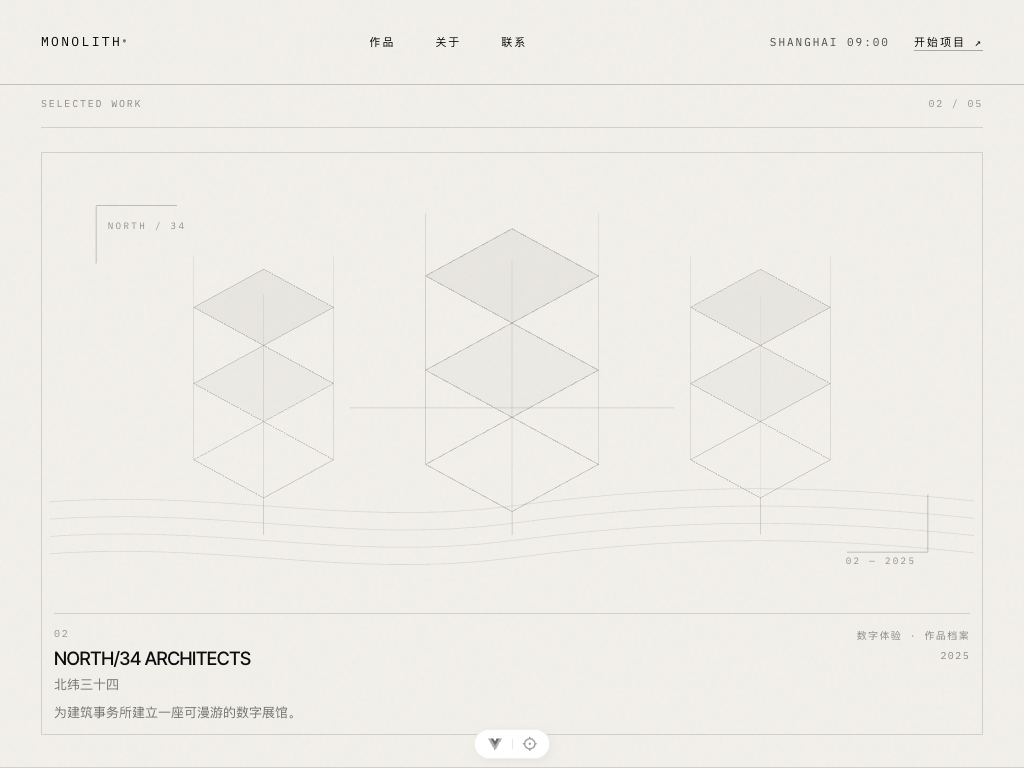 MONOLITH
作品
关于
联系
SHANGHAI 09:00
开始项目 ↗
SELECTED WORK
02 / 05
NORTH / 34
02 — 2025
02
NORTH/34 ARCHITECTS
北纬三十四
为建筑事务所建立一座可漫游的数字展馆。
数字体验 · 作品档案
2025